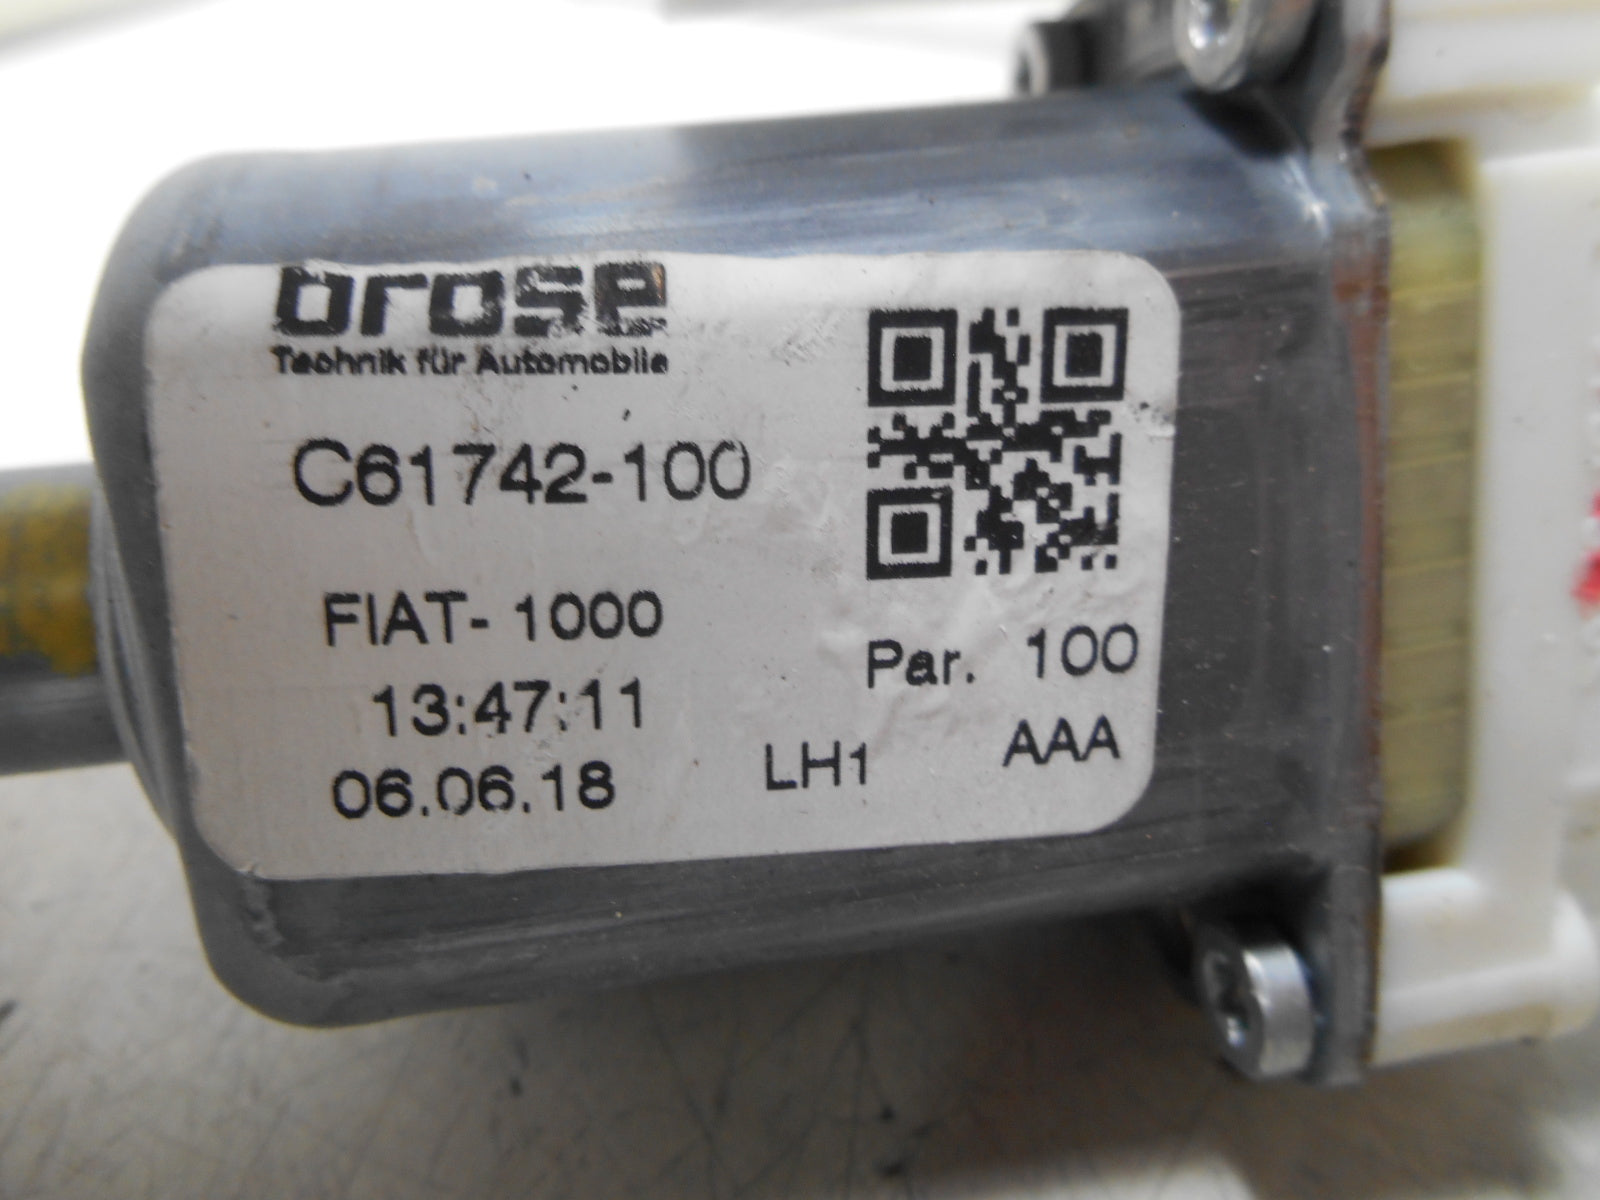 brose
Technik für Automobile
C61742-100
FIAT- 1000
Par. 100
13:47:11
LH1 AAA
06.06.18